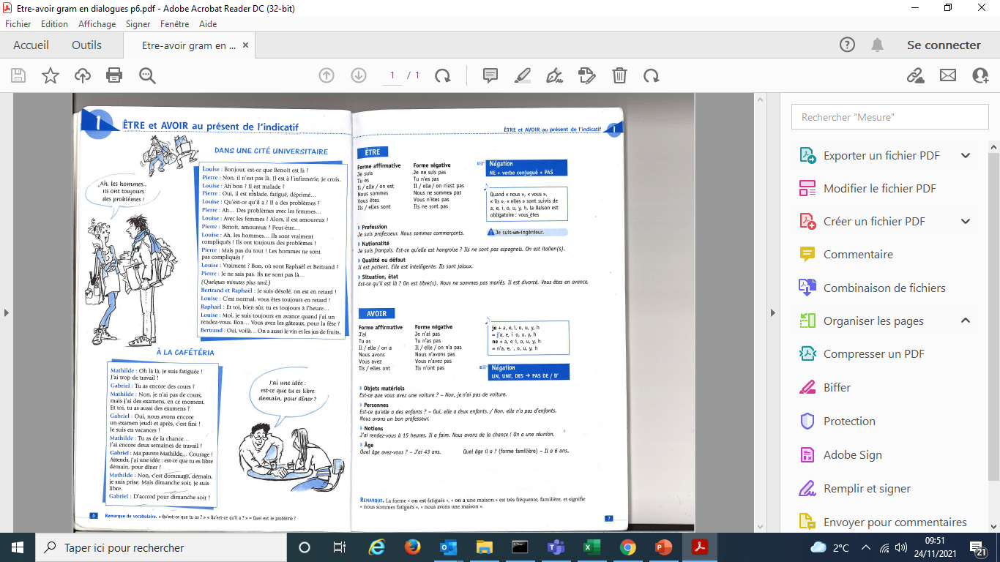 Etre-avoir gram en dialogues p6.pdf - Adobe Acrobat Reader DC (32-bit)
Fichier Edition Affichage Signer Fenêtre Aide
Accueil Outils Etre-avoir gram en ... × Se connecter
1 / 1
1
ÊTRE et AVOIR au présent de l'indicatif
DANS UNE CITÉ UNIVERSITAIRE
Ah, les hommes...
ils ont toujours
des problèmes !
Louise : Bonjour, est-ce que Benoît est là ?
Pierre : Non, il n'est pas là. Il est à l'infirmerie, je crois.
Louise : Ah bon ? Il est malade ?
Pierre : Oui, il est malade, fatigué, déprimé...
Louise : Qu'est-ce qu'il a ? Il a des problèmes ?
Pierre : Ah... Des problèmes avec les femmes...
Louise : Avec les femmes ? Alors, il est amoureux !
Pierre : Benoît, amoureux ? Peut-être...
Louise : Ah, les hommes... Ils sont vraiment
compliqués ! Ils ont toujours des problèmes !
Pierre : Mais pas du tout ! Les hommes ne sont
pas compliqués !
Louise : Vraiment ? Bon, où sont Raphaël et Bertrand ?
Pierre : Je ne sais pas. Ils ne sont pas là...
(Quelques minutes plus tard.)
Bertrand et Raphaël : Je suis désolé, on est en retard !
Louise : C'est normal, vous êtes toujours en retard !
Raphaël : Et toi, bien sûr, tu es toujours à l'heure...
Louise : Moi, je suis toujours en avance quand j'ai un
rendez-vous. Bon... Vous avez les gâteaux, pour la fête ?
Bertrand : Oui, voilà... On a aussi le vin et les jus de fruits.
À LA CAFÉTÉRIA
Mathilde : Oh là là, je suis fatiguée !
J'ai trop de travail !
Gabriel : Tu as encore des cours ?
Mathilde : Non, je n'ai pas de cours,
mais j'ai des examens, en ce moment.
Et toi, tu as aussi des examens ?
Gabriel : Oui, nous avons encore
un examen jeudi et après, c'est fini !
Je suis en vacances !
Mathilde : Tu as de la chance...
J'ai encore deux semaines de travail !
Gabriel : Ma pauvre Mathilde... Courage !
Attends, j'ai une idée : est-ce que tu es libre
demain, pour dîner ?
Mathilde : Non, c'est dommage, demain,
je suis prise. Mais dimanche soir, je suis
libre.
Gabriel : D'accord pour dimanche soir !
J'ai une idée :
est-ce que tu es libre
demain, pour dîner ?
6 Remarque de vocabulaire. « Qu'est-ce que tu as ? » « Qu'est-ce qu'il a ? » = Quel est le problème ?
ÊTRE et AVOIR au présent de l'indicatif 1
ÊTRE
Forme affirmative Forme négative
Je suis Je ne suis pas
Tu es Tu n'es pas
Il / elle / on est Il / elle / on n'est pas
Nous sommes Nous ne sommes pas
Vous êtes Vous n'êtes pas
Ils / elles sont Ils ne sont pas
Négation
NE + verbe conjugué + PAS
Quand « nous », « vous »,
« ils », « elles » sont suivis de
a, e, i, o, u, y, h, la liaison est
obligatoire : vous êtes
Je suis un ingénieur.
Profession
Je suis professeur. Nous sommes commerçants.
Nationalité
Je suis français. Est-ce qu'elle est hongroise ? Ils ne sont pas espagnols. On est italien(s).
Qualité ou défaut
Il est patient. Elle est intelligente. Ils sont jaloux.
Situation, état
Est-ce qu'il est là ? On est libre(s). Nous ne sommes pas mariés. Il est divorcé. Vous êtes en avance.
AVOIR
Forme affirmative Forme négative
J'ai Je n'ai pas
Tu as Tu n'as pas
Il / elle / on a Il / elle / on n'a pas
Nous avons Nous n'avons pas
Vous avez Vous n'avez pas
Ils / elles ont Ils n'ont pas
je + a, e, i, o, u, y, h
= j'a, e, i, o, u, y, h
ne + a, e, i, o, u, y, h
= n'a, e, i, o, u, y, h
Négation
UN, UNE, DES → PAS DE / D'
Objets matériels
Est-ce que vous avez une voiture ? – Non, je n'ai pas de voiture.
Personnes
Est-ce qu'elle a des enfants ? – Oui, elle a deux enfants. / Non, elle n'a pas d'enfants.
Nous avons un bon professeur.
Notions
J'ai rendez-vous à 15 heures. Il a faim. Nous avons de la chance ! On a une réunion.
Âge
Quel âge avez-vous ? – J'ai 43 ans. Quel âge il a ? (forme familière) – Il a 6 ans.
REMARQUE. La forme « on est fatigués », « on a une maison » est très fréquente, familière, et signifie
« nous sommes fatigués », « nous avons une maison ».
7
Rechercher "Mesure"
Exporter un fichier PDF
Modifier le fichier PDF
Créer un fichier PDF
Commentaire
Combinaison de fichiers
Organiser les pages
Compresser un PDF
Biffer
Protection
Adobe Sign
Remplir et signer
Envoyer pour commentaires
Taper ici pour rechercher
2°C
09:51
24/11/2021
21